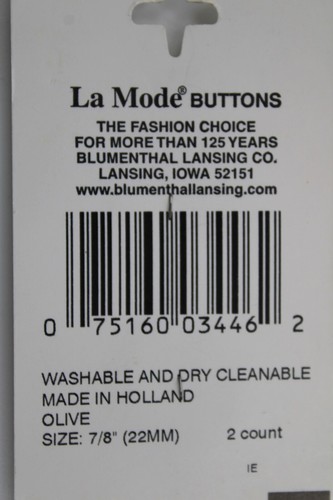 La Mode® BUTTONS
THE FASHION CHOICE
FOR MORE THAN 125 YEARS
BLUMENTHAL LANSING CO.
LANSING, IOWA 52151
www.blumenthallansing.com
0 75160 03446 2
WASHABLE AND DRY CLEANABLE
MADE IN HOLLAND
OLIVE
SIZE: 7/8" (22MM) 2 count
IE